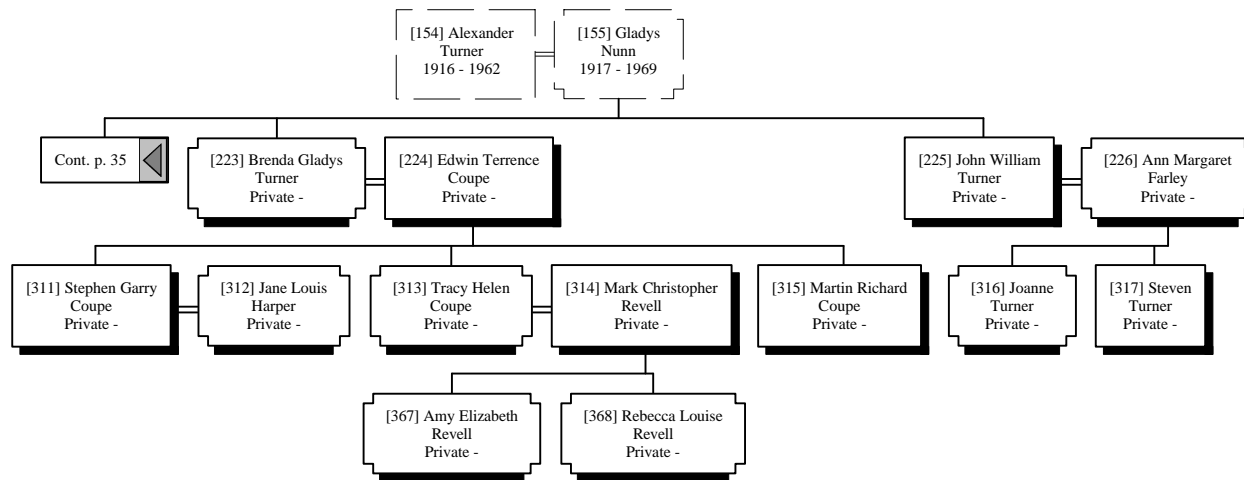 [154] Alexander
Turner
1916 - 1962
[155] Gladys
Nunn
1917 - 1969
Cont. p. 35
[223] Brenda Gladys
Turner
Private -
[224] Edwin Terrence
Coupe
Private -
[225] John William
Turner
Private -
[226] Ann Margaret
Farley
Private -
[311] Stephen Garry
Coupe
Private -
[312] Jane Louis
Harper
Private -
[313] Tracy Helen
Coupe
Private -
[314] Mark Christopher
Revell
Private -
[315] Martin Richard
Coupe
Private -
[316] Joanne
Turner
Private -
[317] Steven
Turner
Private -
[367] Amy Elizabeth
Revell
Private -
[368] Rebecca Louise
Revell
Private -